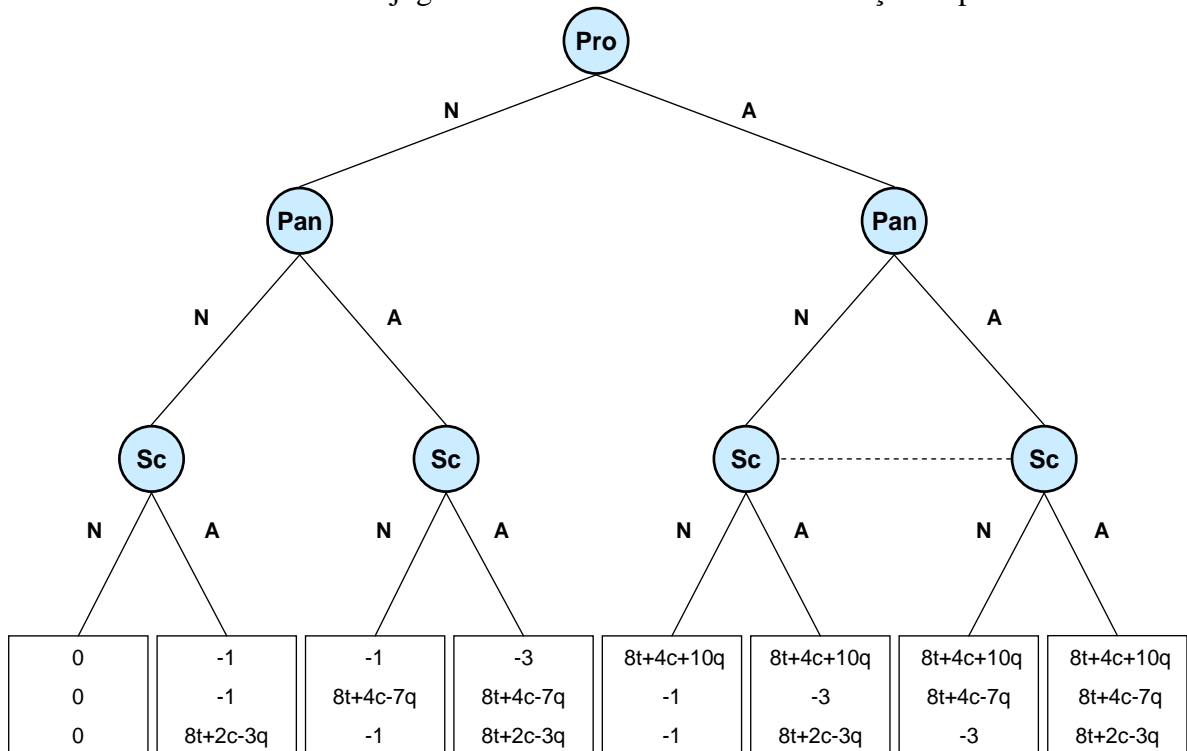 Pro
N A
Pan Pan
N A N A
Sc Sc Sc Sc
N A N A N A N A
0 -1 -1 -3 8t+4c+10q 8t+4c+10q 8t+4c+10q 8t+4c+10q
0 -1 8t+4c-7q 8t+4c-7q -1 -3 8t+4c-7q 8t+4c-7q
0 8t+2c-3q -1 8t+2c-3q -1 8t+2c-3q -3 8t+2c-3q